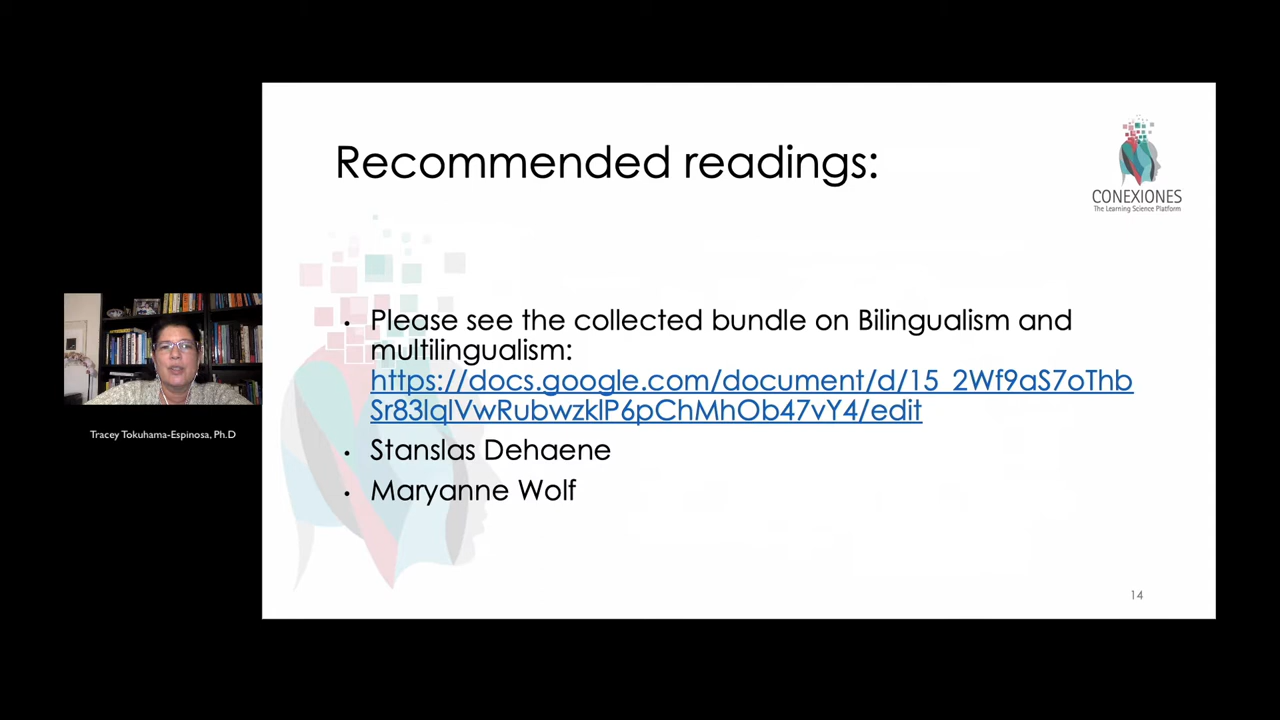 Recommended readings:
CONEXIONES
The Learning Science Platform
• Please see the collected bundle on Bilingualism and
multilingualism:
https://docs.google.com/document/d/15_2Wf9aS7oThb
Sr83lqlVwRubwzklP6pChMhOb47vY4/edit
• Stanslas Dehaene
• Maryanne Wolf
Tracey Tokuhama-Espinosa, Ph.D
14